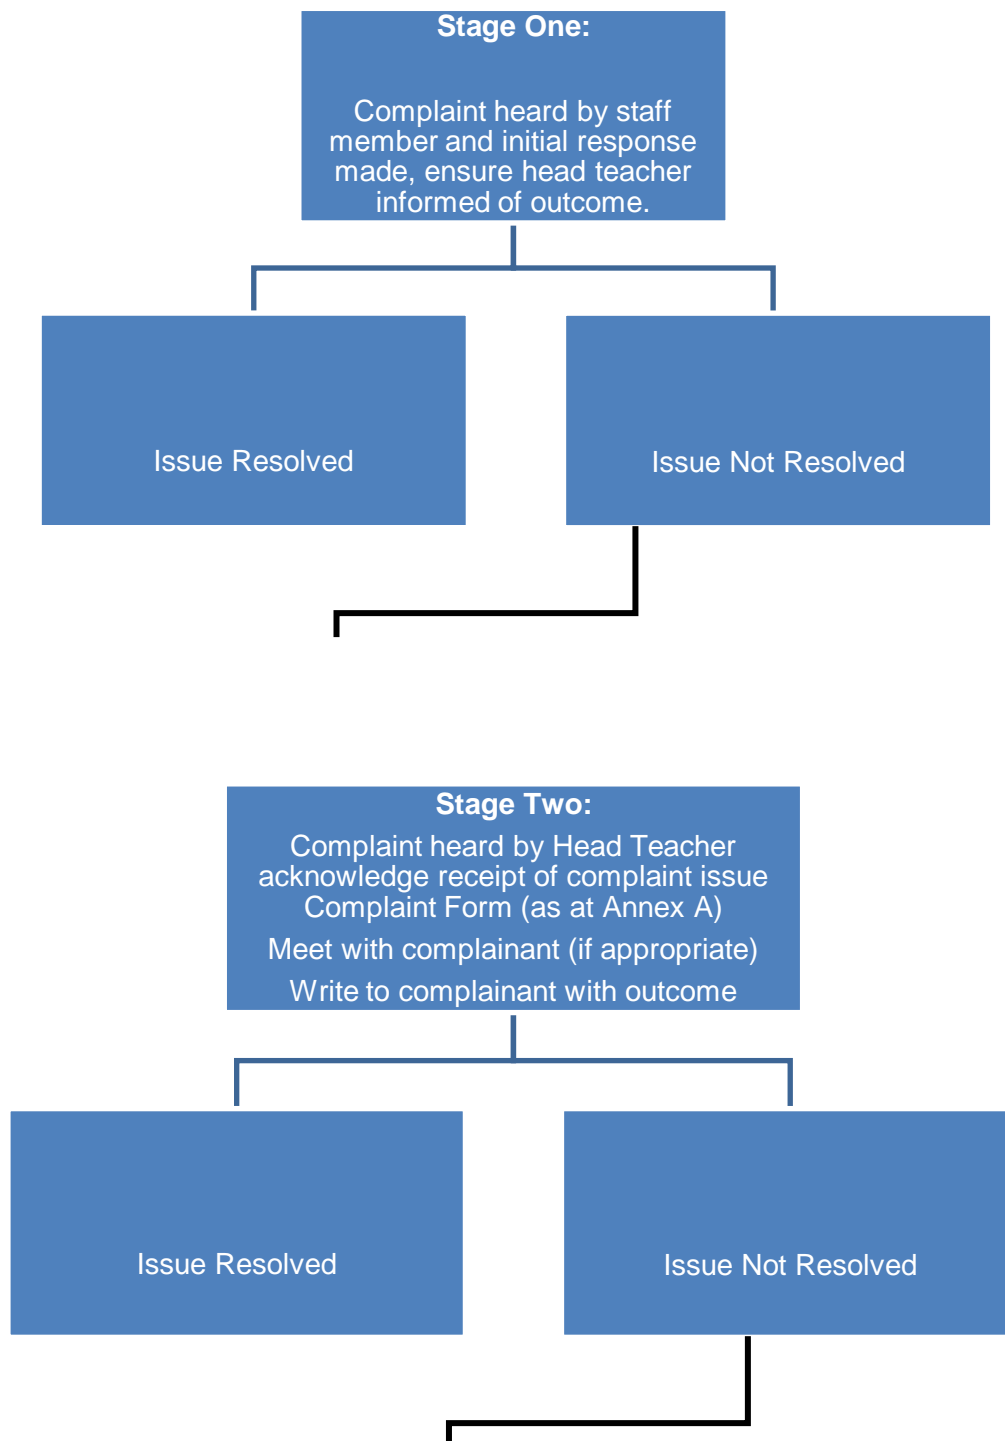 Stage One:
Complaint heard by staff
member and initial response
made, ensure head teacher
informed of outcome.
Issue Resolved
Issue Not Resolved
Stage Two:
Complaint heard by Head Teacher
acknowledge receipt of complaint issue
Complaint Form (as at Annex A)
Meet with complainant (if appropriate)
Write to complainant with outcome
Issue Resolved
Issue Not Resolved